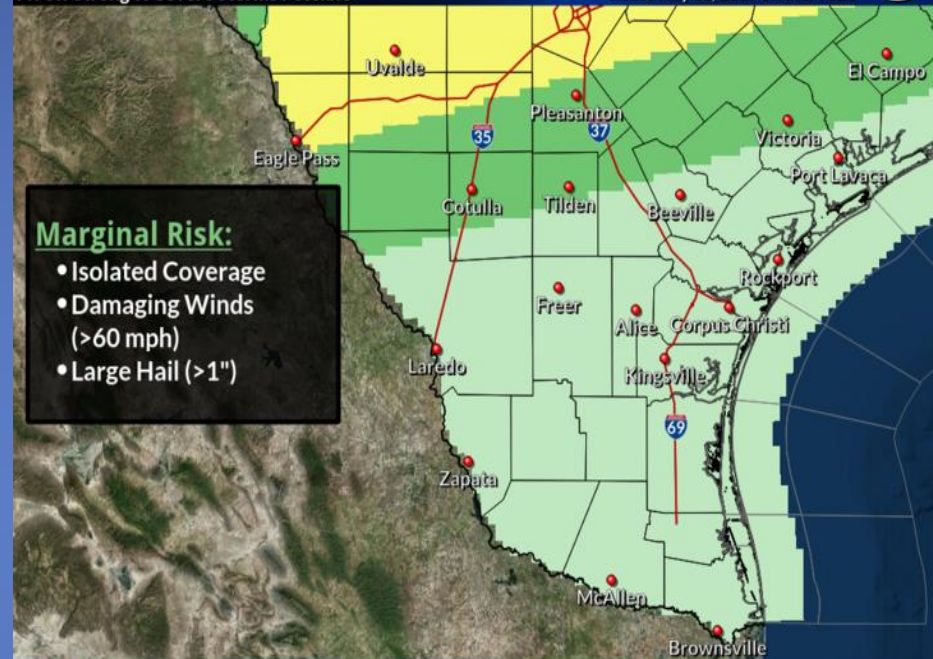 Uvalde
El Campo
Pleasanton
35
37
Victoria
Eagle Pass
Port Lavaca
Cotulla
Tilden
Beeville
Marginal Risk:
• Isolated Coverage
• Damaging Winds
(>60 mph)
• Large Hail (>1")
Rockport
Freer
Alice
Corpus Christi
Laredo
Kingsville
69
Zapata
McAllen
Brownsville